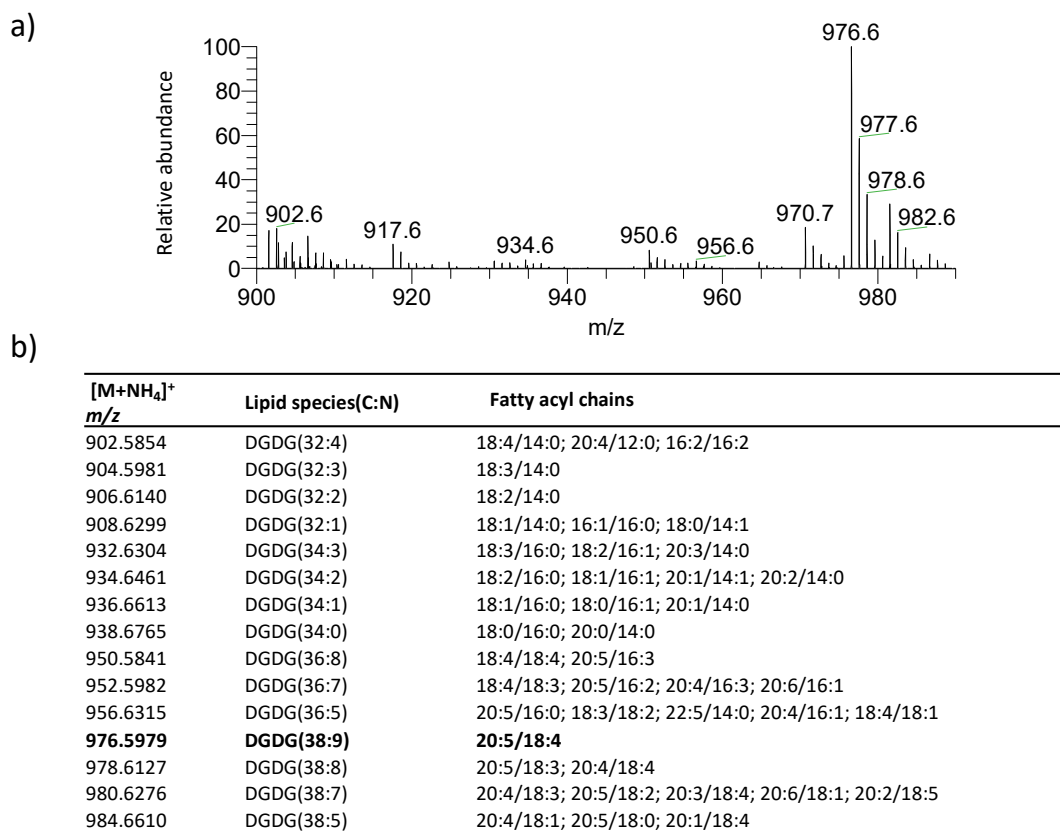 a)
Relative abundance
100
80
60
40
20
0
976.6
977.6
978.6
970.7
982.6
902.6
917.6
934.6
950.6
956.6
900 920 940 960 980
m/z
b)
[M+NH4]+ m/z Lipid species(C:N) Fatty acyl chains
902.5854 DGDG(32:4) 18:4/14:0; 20:4/12:0; 16:2/16:2
904.5981 DGDG(32:3) 18:3/14:0
906.6140 DGDG(32:2) 18:2/14:0
908.6299 DGDG(32:1) 18:1/14:0; 16:1/16:0; 18:0/14:1
932.6304 DGDG(34:3) 18:3/16:0; 18:2/16:1; 20:3/14:0
934.6461 DGDG(34:2) 18:2/16:0; 18:1/16:1; 20:1/14:1; 20:2/14:0
936.6613 DGDG(34:1) 18:1/16:0; 18:0/16:1; 20:1/14:0
938.6765 DGDG(34:0) 18:0/16:0; 20:0/14:0
950.5841 DGDG(36:8) 18:4/18:4; 20:5/16:3
952.5982 DGDG(36:7) 18:4/18:3; 20:5/16:2; 20:4/16:3; 20:6/16:1
956.6315 DGDG(36:5) 20:5/16:0; 18:3/18:2; 22:5/14:0; 20:4/16:1; 18:4/18:1
976.5979 DGDG(38:9) 20:5/18:4
978.6127 DGDG(38:8) 20:5/18:3; 20:4/18:4
980.6276 DGDG(38:7) 20:4/18:3; 20:5/18:2; 20:3/18:4; 20:6/18:1; 20:2/18:5
984.6610 DGDG(38:5) 20:4/18:1; 20:5/18:0; 20:1/18:4